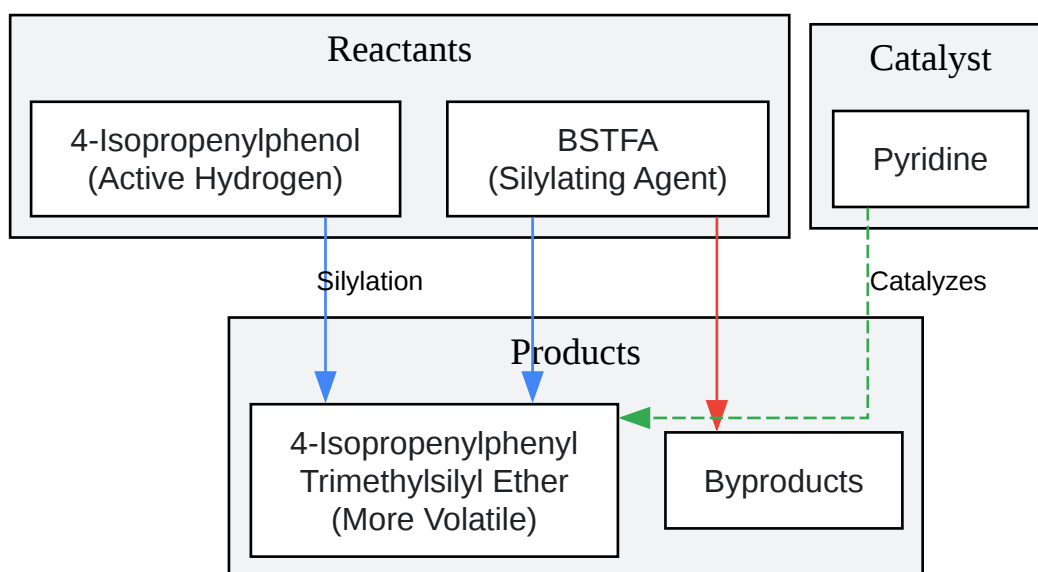 Reactants
Catalyst
4-Isopropenylphenol
(Active Hydrogen)
BSTFA
(Silylating Agent)
Pyridine
Silylation
Catalyzes
Products
4-Isopropenylphenyl
Trimethylsilyl Ether
(More Volatile)
Byproducts